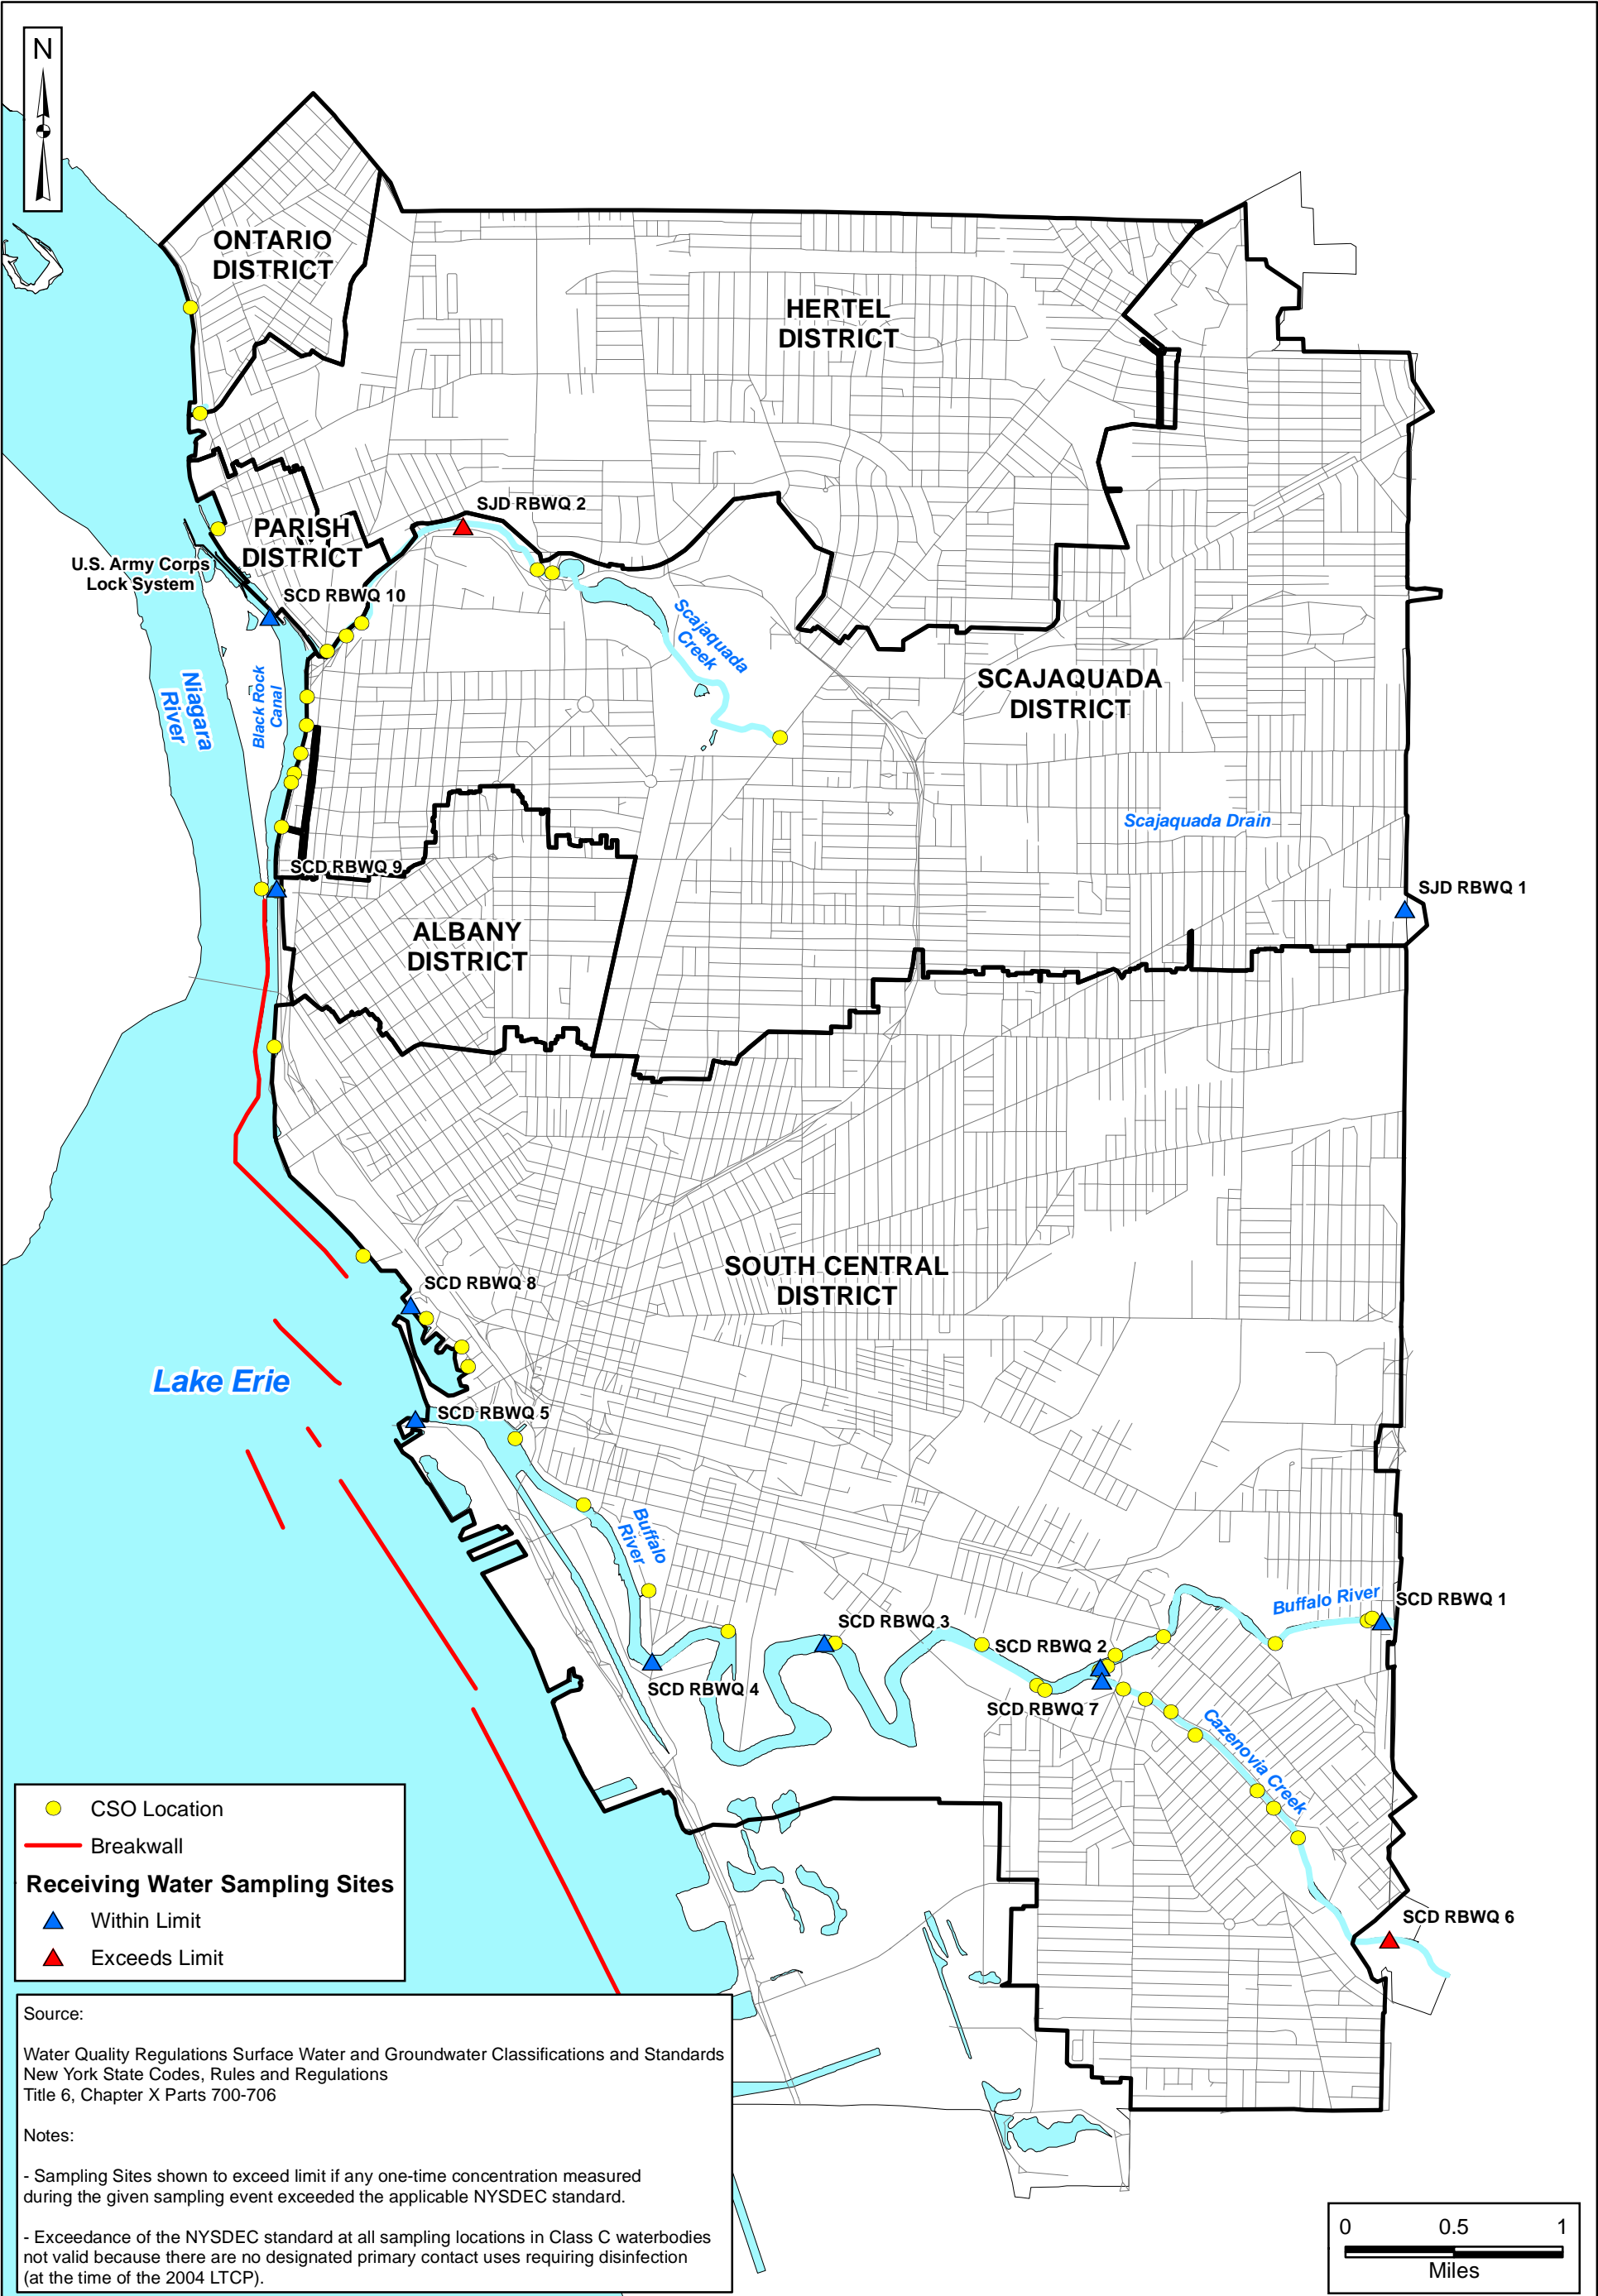 N
ONTARIO
DISTRICT
HERTEL
DISTRICT
SJD RBWQ 2
PARISH
DISTRICT
U.S. Army Corps
Lock System
SCD RBWQ 10
Scajaquada
Creek
SCAJAQUADA
DISTRICT
Niagara
River
Black Rock
Canal
Scajaquada Drain
SCD RBWQ 9
SJD RBWQ 1
ALBANY
DISTRICT
SOUTH CENTRAL
DISTRICT
SCD RBWQ 8
Lake Erie
SCD RBWQ 5
Buffalo
River
Buffalo River
SCD RBWQ 1
SCD RBWQ 3
SCD RBWQ 2
SCD RBWQ 4
SCD RBWQ 7
Cazenovia Creek
SCD RBWQ 6
CSO Location
Breakwall
Receiving Water Sampling Sites
Within Limit
Exceeds Limit
Source:
Water Quality Regulations Surface Water and Groundwater Classifications and Standards
New York State Codes, Rules and Regulations
Title 6, Chapter X Parts 700-706
Notes:
- Sampling Sites shown to exceed limit if any one-time concentration measured
during the given sampling event exceeded the applicable NYSDEC standard.
- Exceedance of the NYSDEC standard at all sampling locations in Class C waterbodies
not valid because there are no designated primary contact uses requiring disinfection
(at the time of the 2004 LTCP).
0 0.5 1
Miles